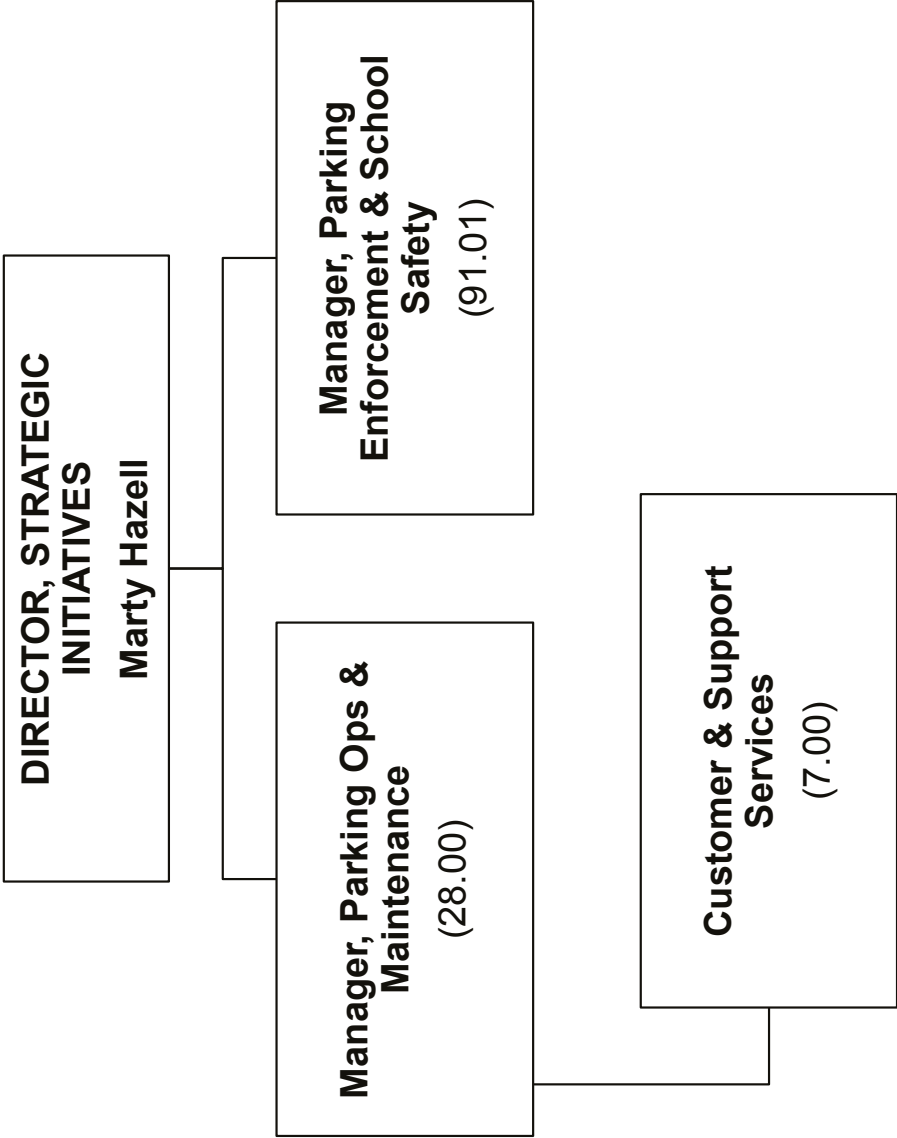 DIRECTOR, STRATEGIC
INITIATIVES
Marty Hazell
Manager, Parking Ops &
Maintenance
(28.00)
Manager, Parking
Enforcement & School
Safety
(91.01)
Customer & Support
Services
(7.00)